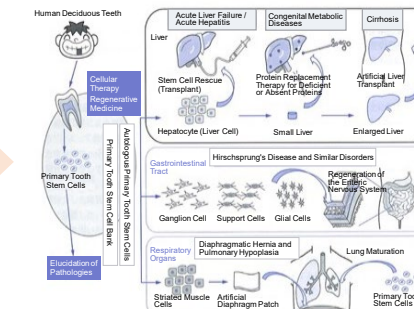 Human Deciduous Teeth
Cellular
Therapy
Regenerative
Medicine
Primary Tooth
Stem Cells
Elucidation of
Pathologies
Primary Tooth Stem Cell Bank
Autologous Primary Tooth Stem Cells
Acute Liver Failure /
Acute Hepatitis
Congenital Metabolic
Diseases
Cirrhosis
Liver
Stem Cell Rescue
(Transplant)
Protein Replacement
Therapy for Deficient
or Absent Proteins
Artificial Liver
Transplant
Hepatocyte (Liver Cell)
Small Liver
Enlarged Liver
Hirschsprung's Disease and Similar Disorders
Gastrointestinal
Tract
Regeneration of
the Enteric
Nervous System
Ganglion Cell
Support Cells
Glial Cells
Respiratory
Organs
Diaphragmatic Hernia and
Pulmonary Hypoplasia
Lung Maturation
Striated Muscle
Cells
Artificial
Diaphragm Patch
Primary Too
Stem Cells